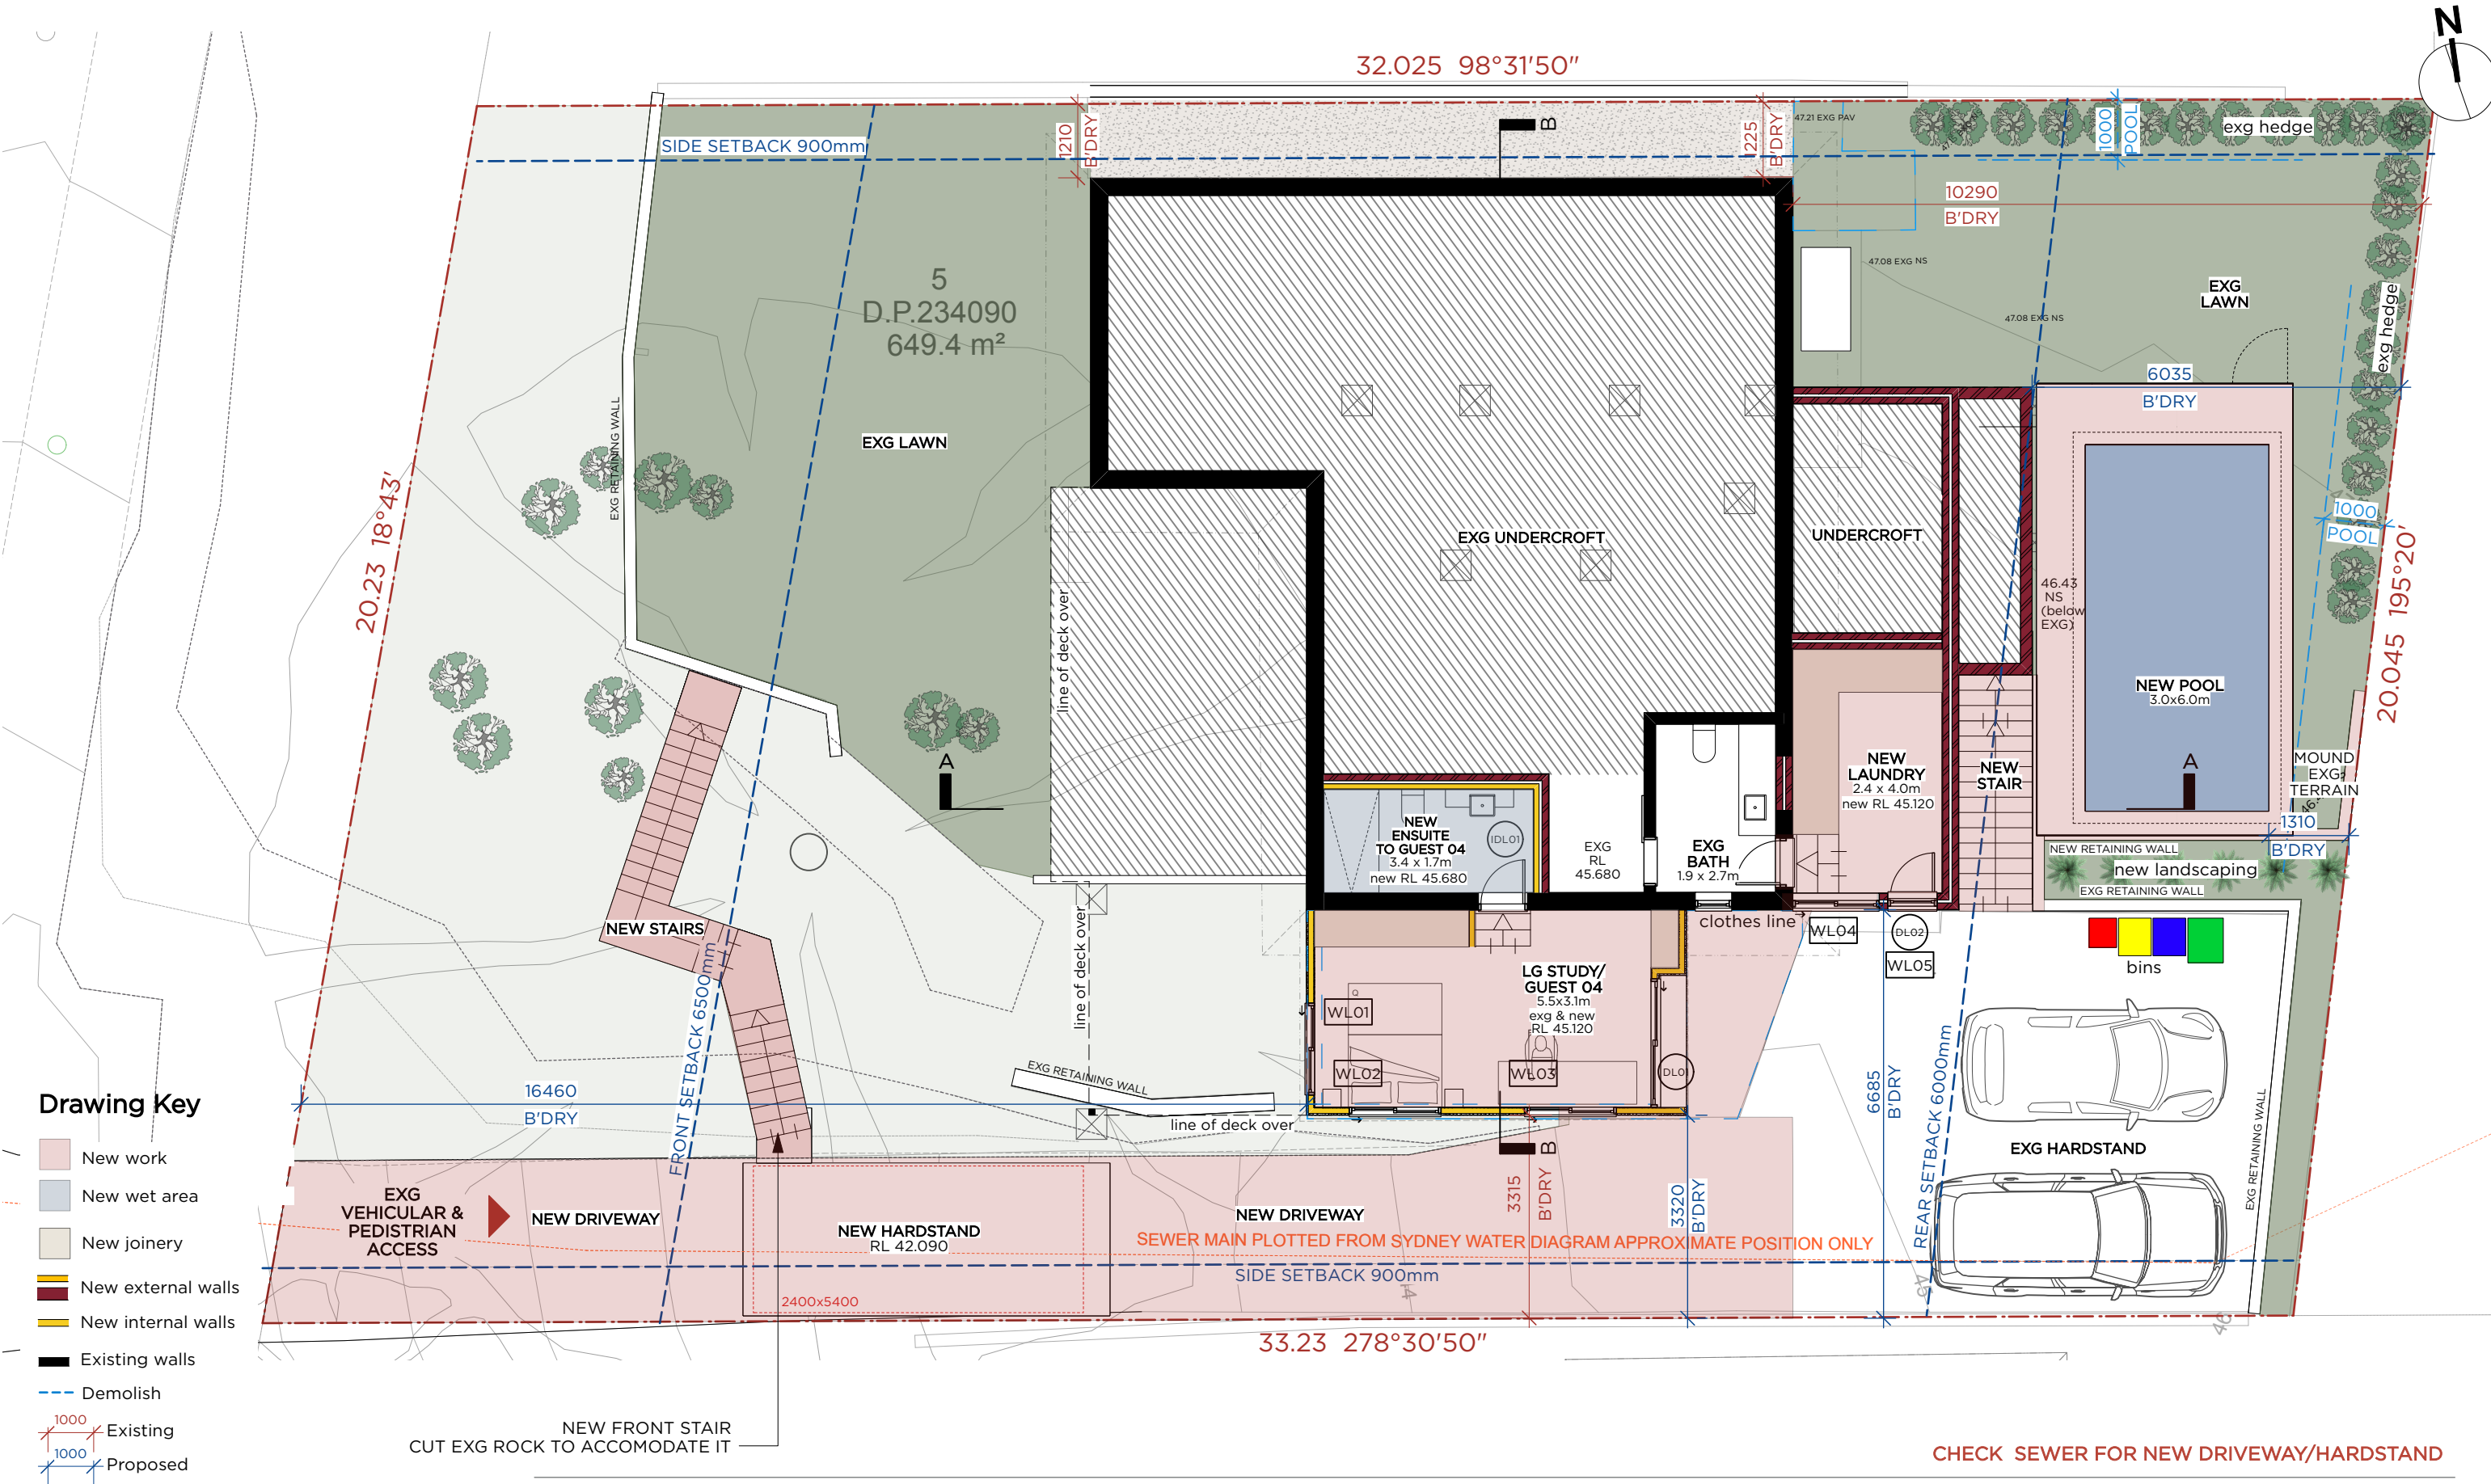 N
32.025  98°31'50"
1210
B'DRY
B
1225
B'DRY
47.21 EXG PAV
1000
POOL
exg hedge
SIDE SETBACK 900mm
10290
B'DRY
5
D.P.234090
649.4 m²
47.08 EXG NS
EXG
LAWN
47.08 EXG NS
exg hedge
6035
B'DRY
EXG RETAINING WALL
EXG LAWN
20.23  18°43'
EXG UNDERCROFT
UNDERCROFT
1000
POOL
20.045  195°20'
46.43
NS
(below
EXG)
line of deck over
NEW POOL
3.0x6.0m
A
NEW
LAUNDRY
2.4 x 4.0m
new RL 45.120
NEW
STAIR
A
MOUND
EXG
TERRAIN
1310
B'DRY
NEW
ENSUITE
TO GUEST 04
3.4 x 1.7m
new RL 45.680
IDL01
EXG
RL
45.680
EXG
BATH
1.9 x 2.7m
NEW RETAINING WALL
new landscaping
EXG RETAINING WALL
NEW STAIRS
line of deck over
clothes line
WL04
DL02
WL05
bins
LG STUDY/
GUEST 04
5.5x3.1m
exg & new
RL 45.120
WL01
WL02
WL03
DL01
FRONT SETBACK 6500mm
EXG RETAINING WALL
16460
B'DRY
line of deck over
6685
B'DRY
REAR SETBACK 6000mm
EXG HARDSTAND
EXG RETAINING WALL
B
3315
B'DRY
3320
B'DRY
EXG
VEHICULAR &
PEDISTRIAN
ACCESS
NEW DRIVEWAY
NEW HARDSTAND
RL 42.090
NEW DRIVEWAY
SEWER MAIN PLOTTED FROM SYDNEY WATER DIAGRAM APPROXIMATE POSITION ONLY
SIDE SETBACK 900mm
2400x5400
45
46
33.23  278°30'50"
Drawing Key
New work
New wet area
New joinery
New external walls
New internal walls
Existing walls
Demolish
1000
Existing
1000
Proposed
NEW FRONT STAIR
CUT EXG ROCK TO ACCOMODATE IT
CHECK  SEWER FOR NEW DRIVEWAY/HARDSTAND